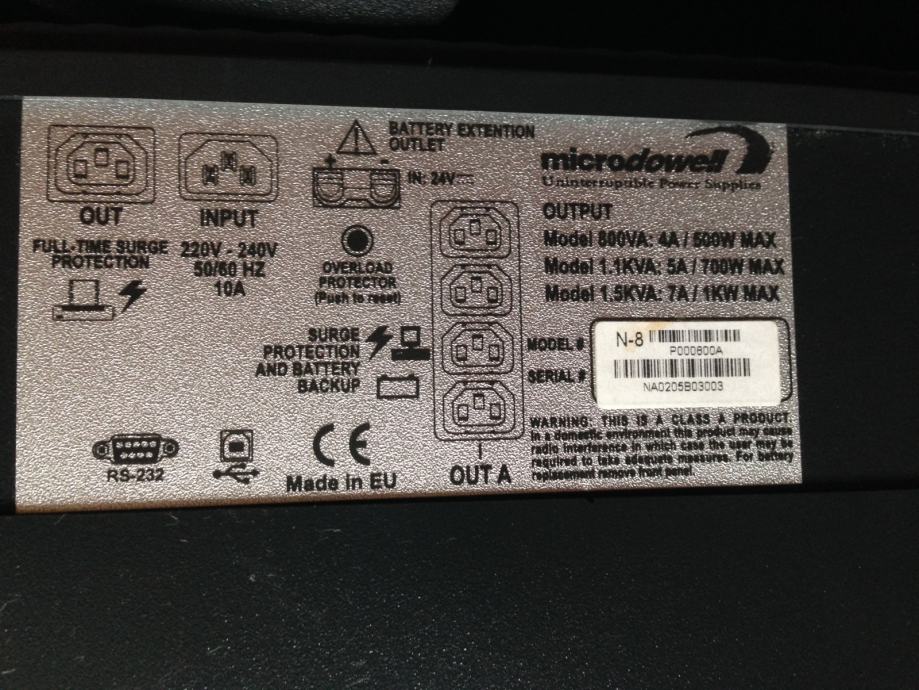 OUT
FULL-TIME SURGE
PROTECTION
INPUT
220V - 240V
50/60 HZ
10A
BATTERY EXTENTION
OUTLET
+ -
IN: 24V
OVERLOAD
PROTECTOR
(Push to reset)
SURGE
PROTECTION
AND BATTERY
BACKUP
RS-232
CE
Made in EU
OUT A
microdowell
Uninterruptible Power Supplies
OUTPUT
Model 800VA: 4A / 500W MAX
Model 1.1KVA: 5A / 700W MAX
Model 1.5KVA: 7A / 1KW MAX
MODEL # N-8
P000800A
SERIAL #
NA0205B03003
WARNING: THIS IS A CLASS A PRODUCT.
In a domestic environment this product may cause
radio interference in which case the user may be
required to take adequate measures. For battery
replacement remove front panel